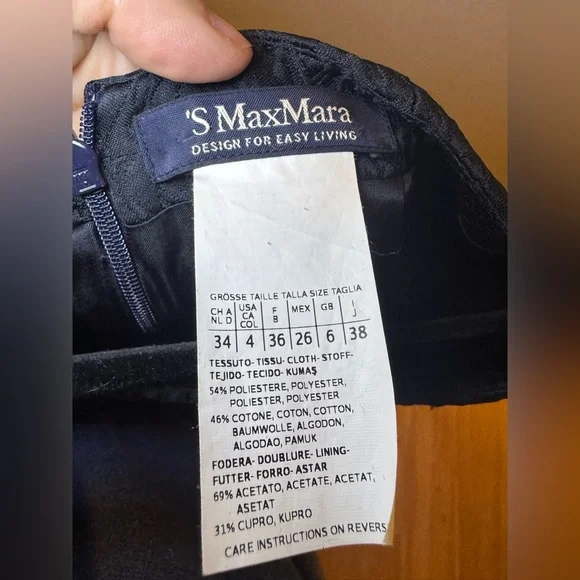 'S MaxMara
DESIGN FOR EASY LIVING
GRÖSSE TAILLE TALLA SIZE TAGLIA
CH A NL D USA CA COL F B MEX GB I J
34 4 36 26 6 38
TESSUTO-TISSU-CLOTH-STOFF-
TEJIDO-TECIDO-KUMAŞ
54% POLIESTERE, POLYESTER,
POLIESTER, POLYESTER
46% COTONE, COTON, COTTON,
BAUMWOLLE, ALGODON,
ALGODAO, PAMUK
FODERA-DOUBLURE-LINING-
FUTTER-FORRO-ASTAR
69% ACETATO, ACETATE, ACETAT,
ASETAT
31% CUPRO, KUPRO
CARE INSTRUCTIONS ON REVERS